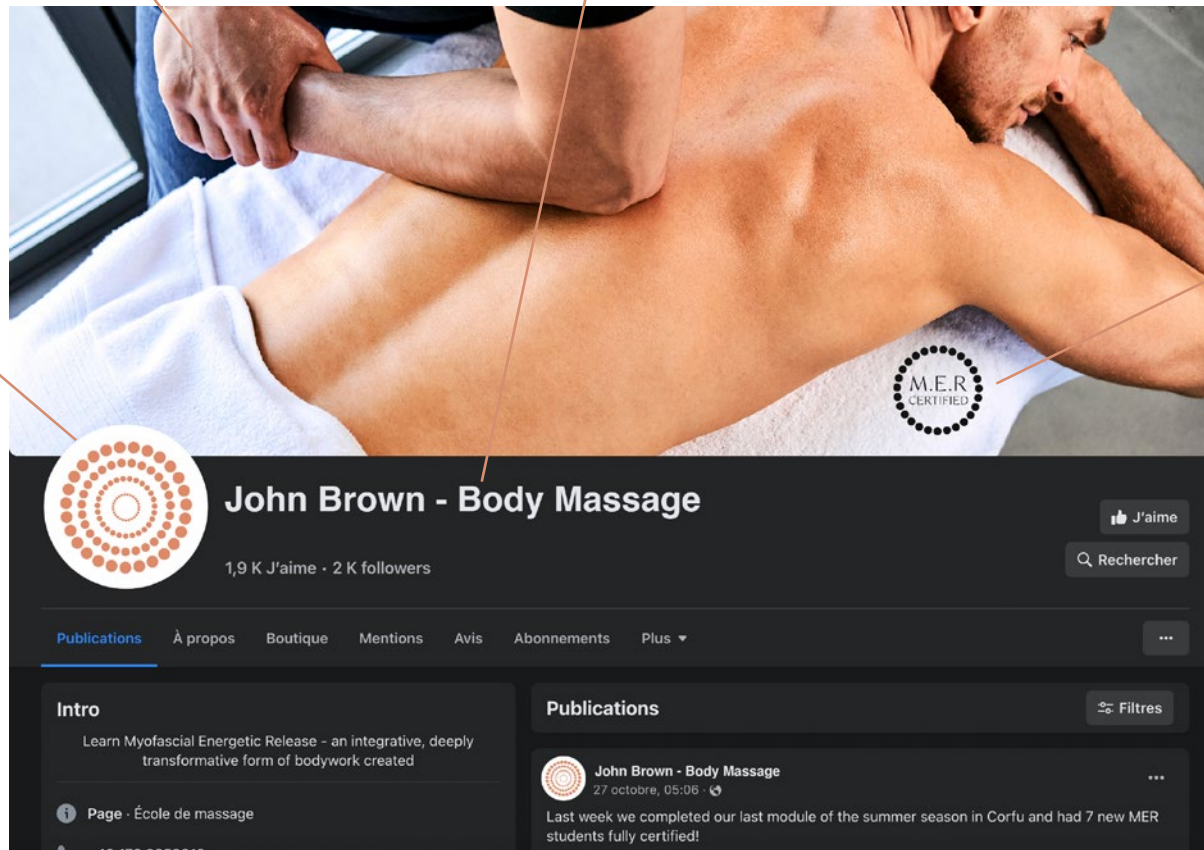 M.E.R
CERTIFIED
John Brown - Body Massage
1,9 K J'aime · 2 K followers
J'aime
Rechercher
Publications
À propos
Boutique
Mentions
Avis
Abonnements
Plus
Intro
Learn Myofascial Energetic Release - an integrative, deeply
transformative form of bodywork created
Page · École de massage
Publications
Filtres
John Brown - Body Massage
27 octobre, 05:06 ·
Last week we completed our last module of the summer season in Corfu and had 7 new MER
students fully certified!